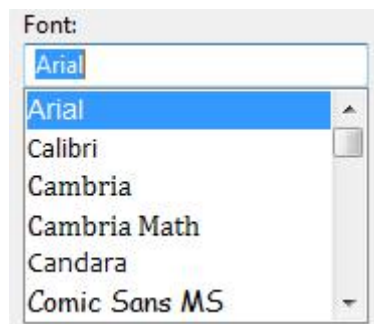 Font:
Arial
Arial
Calibri
Cambria
Cambria Math
Candara
Comic Sans MS